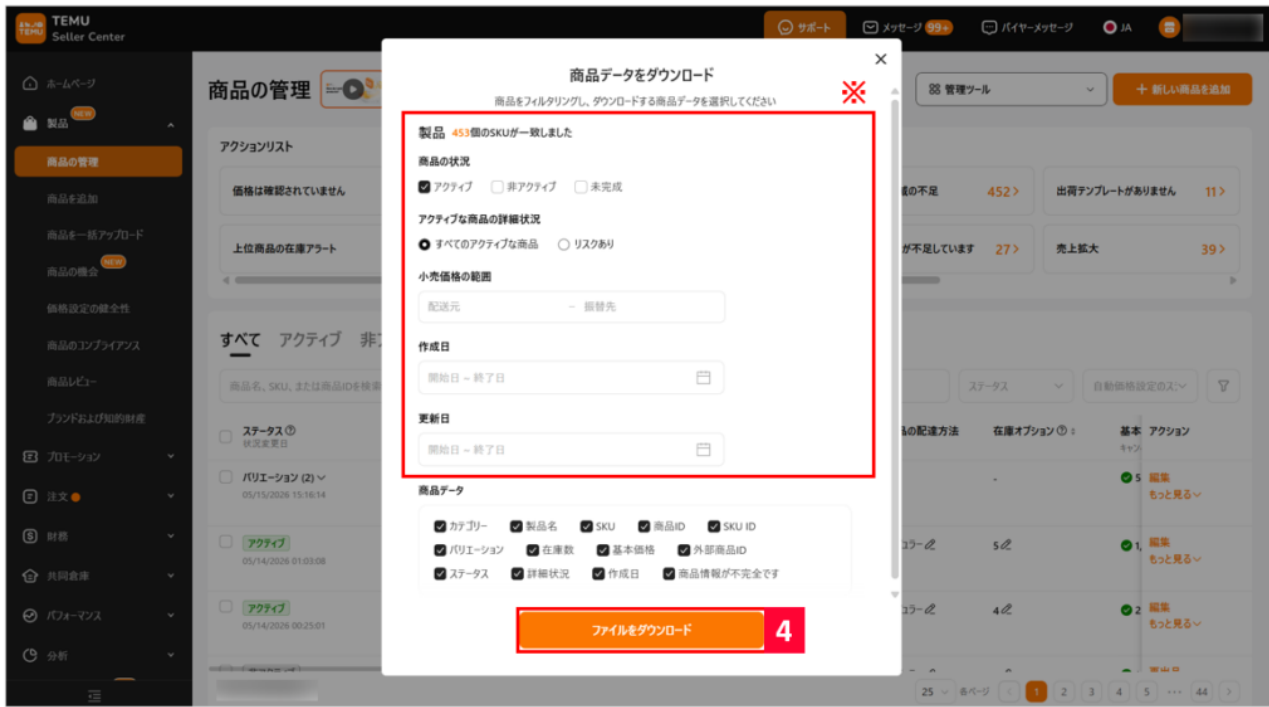 TEMU
Seller Center
サポート
メッセージ 99+
バイヤーメッセージ
JA
ホームページ
製品 NEW
商品の管理
商品を追加
商品を一括アップロード
商品の機会 NEW
価格設定の健全性
商品のコンプライアンス
商品レビュー
ブランドおよび知的財産
プロモーション
注文
財務
共同倉庫
パフォーマンス
分析
商品の管理
管理ツール
+ 新しい商品を追加
アクションリスト
価格は確認されていません
の不足 452 >
出荷テンプレートがありません 11 >
上位商品の在庫アラート
が不足しています 27 >
売上拡大 39 >
すべて アクティブ
商品名、SKU、または商品IDを検索
ステータス
自動価格設定のス
ステータス
状況変更日
の配達方法
在庫オプション
基本
アクション
バリエーション (2)
05/15/2026 15:16:14
-
5
編集
もっと見る
アクティブ
05/14/2026 01:03:08
コラー
5
1,
編集
もっと見る
アクティブ
05/14/2026 00:25:01
コラー
4
2
編集
もっと見る
25 各ページ
1 2 3 4 5 ··· 44
商品データをダウンロード
商品をフィルタリングし、ダウンロードする商品データを選択してください
※
製品 453個のSKUが一致しました
商品の状況
アクティブ 非アクティブ 未完成
アクティブな商品の詳細状況
すべてのアクティブな商品 リスクあり
小売価格の範囲
配送元 – 振替先
作成日
開始日 ~ 終了日
更新日
開始日 ~ 終了日
商品データ
カテゴリー 製品名 SKU 商品ID SKU ID
バリエーション 在庫数 基本価格 外部商品ID
ステータス 詳細状況 作成日 商品情報が不完全です
ファイルをダウンロード
4